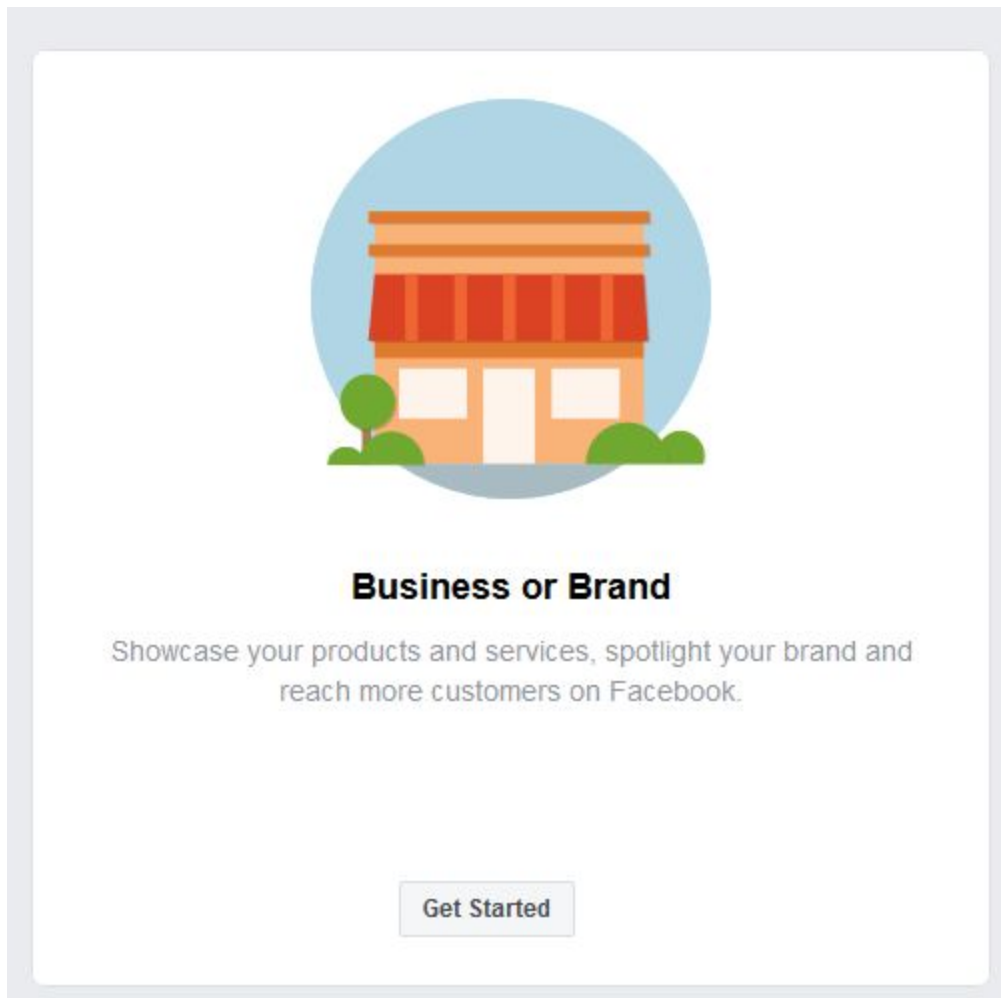 Business or Brand
Showcase your products and services, spotlight your brand and
reach more customers on Facebook.
Get Started